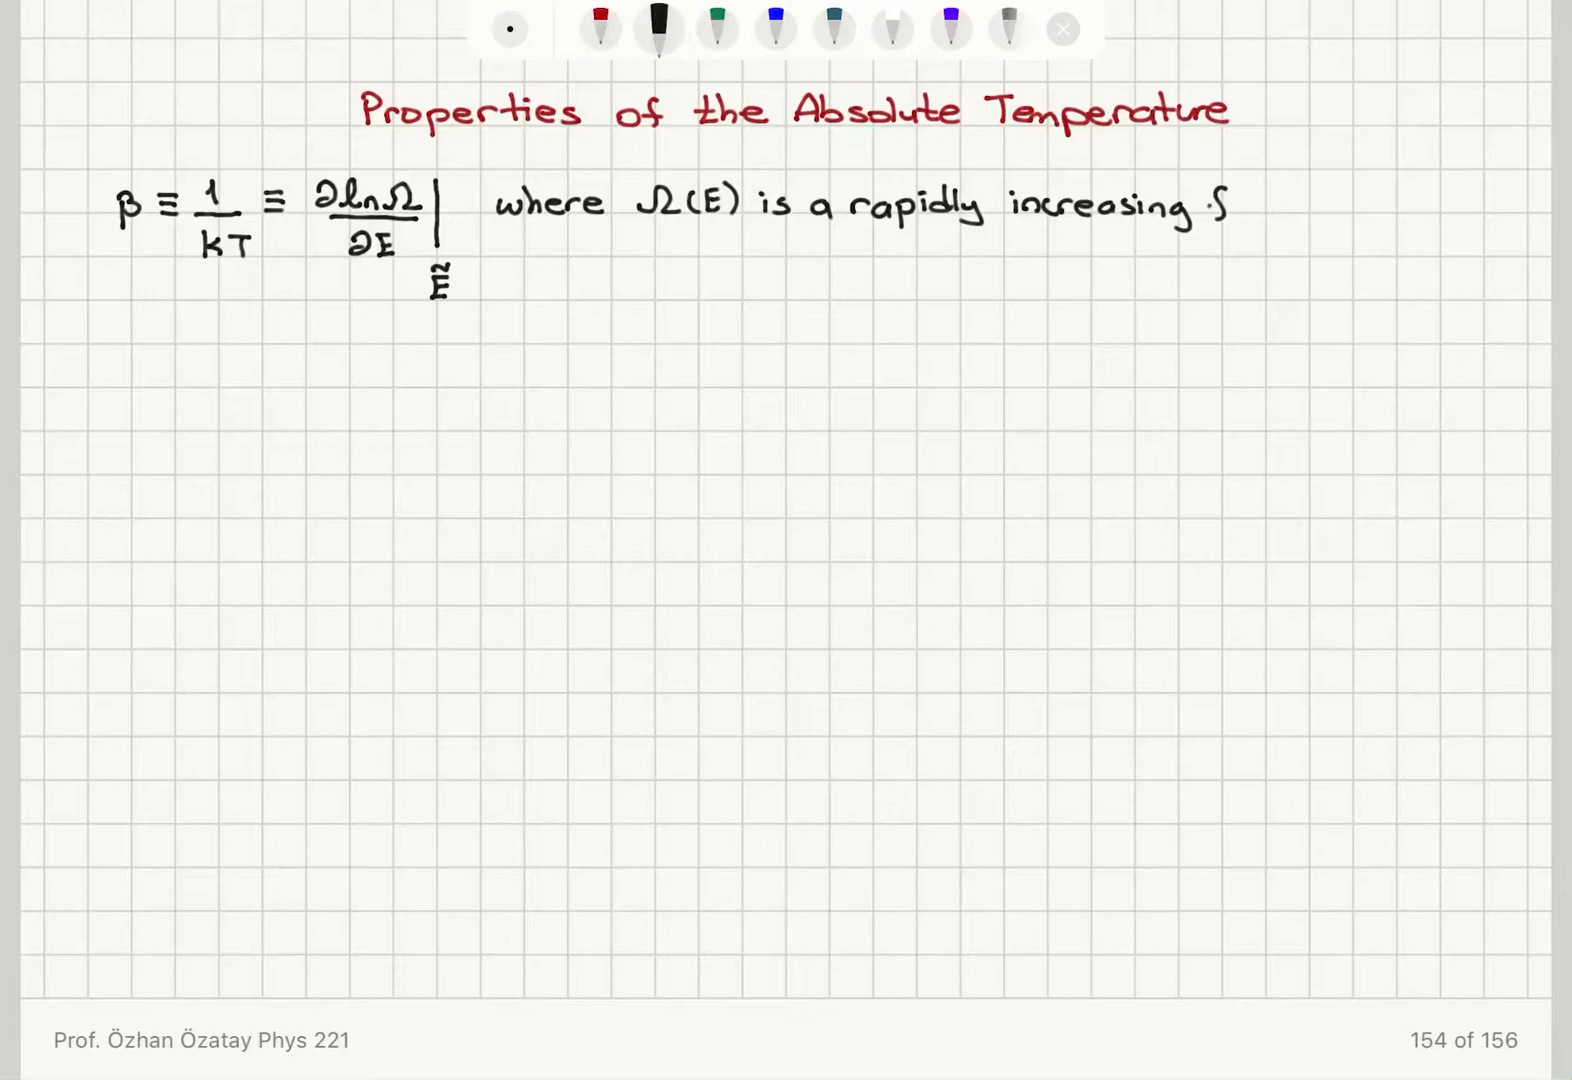 Properties of the Absolute Temperature
β ≡ 1/kT ≡ ∂lnΩ/∂E |Ẽ where Ω(E) is a rapidly increasing f
Prof. Özhan Özatay Phys 221
154 of 156